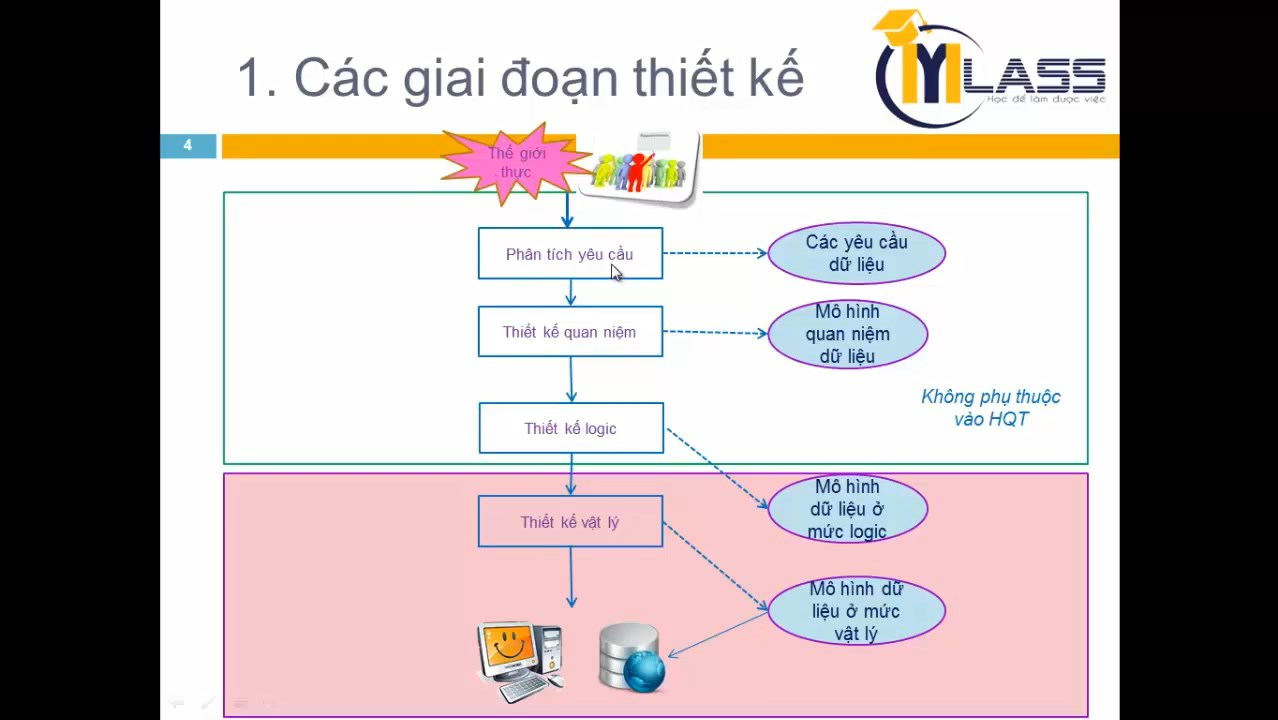 1. Các giai đoạn thiết kế
MYLASS
Học để làm được việc
4
Thế giới
thực
Phân tích yêu cầu
Các yêu cầu
dữ liệu
Thiết kế quan niệm
Mô hình
quan niệm
dữ liệu
Không phụ thuộc
vào HQT
Thiết kế logic
Mô hình
dữ liệu ở
mức logic
Thiết kế vật lý
Mô hình dữ
liệu ở mức
vật lý